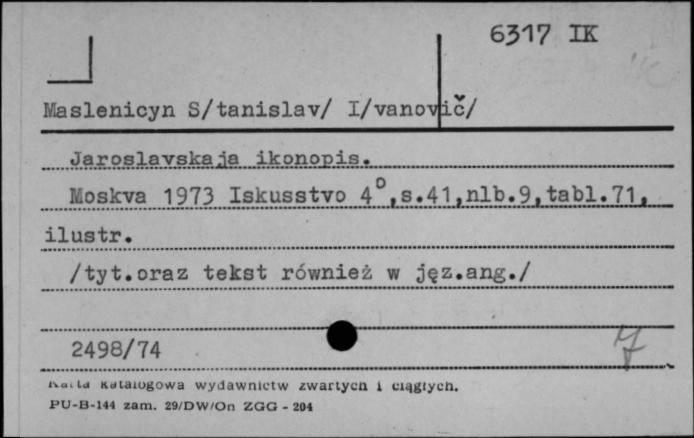 6317 IK
Maslenicyn S/tanislav/ I/vanovič/
Jaroslavskaja ikonopis.
Moskva 1973 Iskusstvo 4°,s.41,nlb.9,tabl.71,
ilustr.
/tyt.oraz tekst również w jęz.ang./
2498/74
7
Karta katalogowa wydawnictw zwartych i ciągłych.
PU-B-144 zam. 29/DW/On ZGG - 204